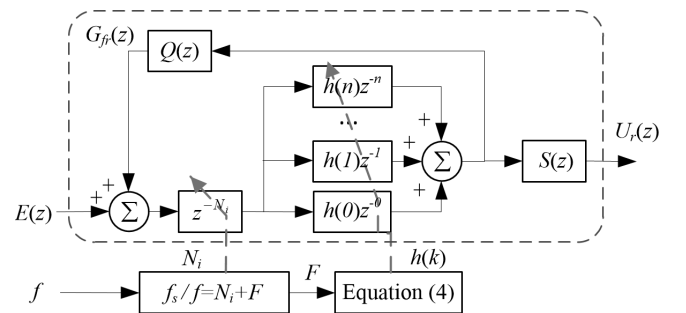 G_fr(z)
Q(z)
h(n)z^-n
...
+
h(1)z^-1
+
U_r(z)
Σ
S(z)
+
+
E(z)
+
Σ
z^-N_i
h(0)z^-0
N_i
h(k)
f
f_s/f=N_i+F
F
Equation (4)